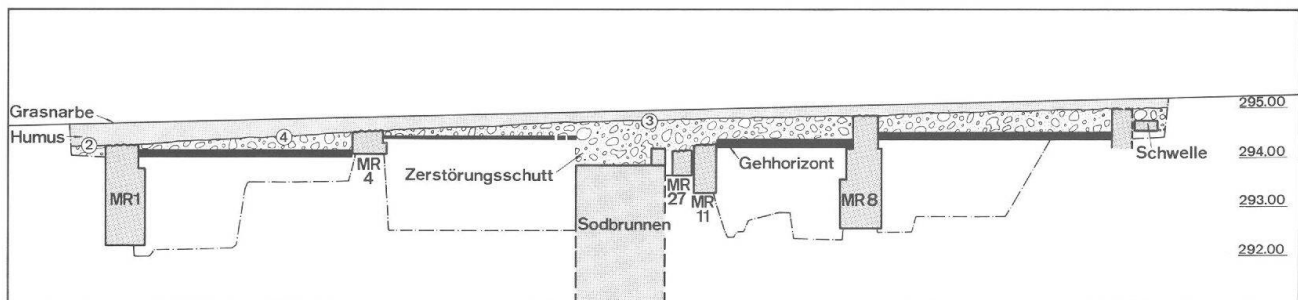 Grasnarbe
Humus
2
4
3
295.00
294.00
293.00
292.00
MR1
MR
4
Zerstörungsschutt
Sodbrunnen
MR
27
MR
11
Gehhorizont
MR8
Schwelle